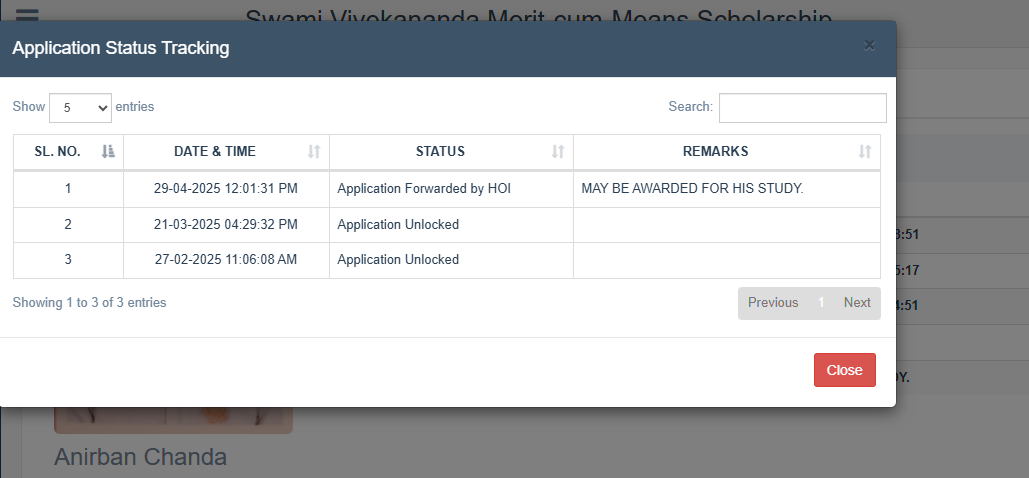 Swami Vivekananda Merit-cum-Means Scholarship
Application Status Tracking ×
Show 5 entries Search:
SL. NO. DATE & TIME STATUS REMARKS
1 29-04-2025 12:01:31 PM Application Forwarded by HOI MAY BE AWARDED FOR HIS STUDY.
2 21-03-2025 04:29:32 PM Application Unlocked
:51
3 27-02-2025 11:06:08 AM Application Unlocked
5:17
Showing 1 to 3 of 3 entries Previous 1 Next
:51
Close
DY.
Anirban Chanda